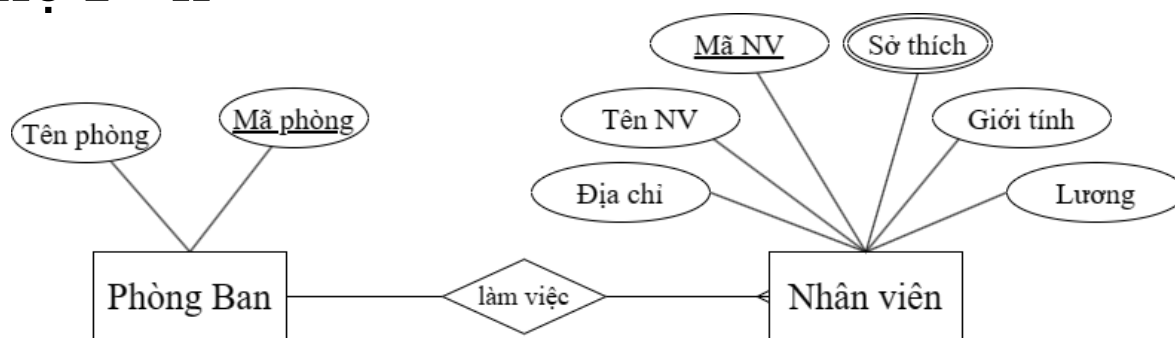 Mã NV
Sở thích
Tên phòng
Mã phòng
Tên NV
Giới tính
Địa chỉ
Lương
Phòng Ban
làm việc
Nhân viên